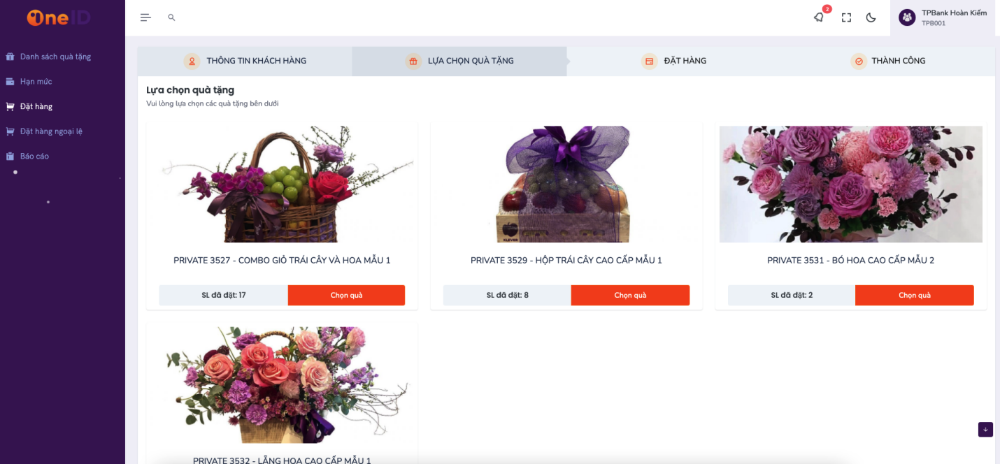 OneID
2
TPBank Hoàn Kiếm
TPB001
Danh sách quà tặng
Hạn mức
Đặt hàng
Đặt hàng ngoại lệ
Báo cáo
THÔNG TIN KHÁCH HÀNG
LỰA CHỌN QUÀ TẶNG
ĐẶT HÀNG
THÀNH CÔNG
Lựa chọn quà tặng
Vui lòng lựa chọn các quà tặng bên dưới
KLEVER
PRIVATE 3527 - COMBO GIỎ TRÁI CÂY VÀ HOA MẪU 1
PRIVATE 3529 - HỘP TRÁI CÂY CAO CẤP MẪU 1
PRIVATE 3531 - BÓ HOA CAO CẤP MẪU 2
SL đã đặt: 17
Chọn quà
SL đã đặt: 8
Chọn quà
SL đã đặt: 2
Chọn quà
PRIVATE 3532 - LẴNG HOA CAO CẤP MẪU 1